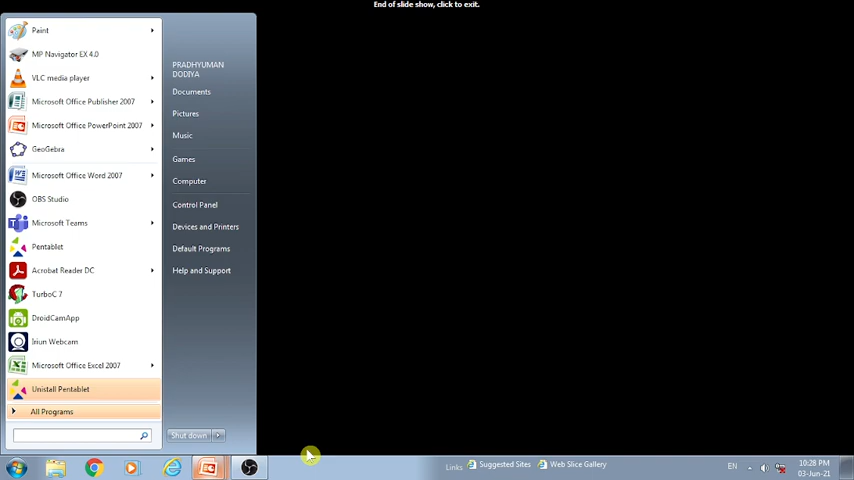 End of slide show, click to exit.
Paint
MP Navigator EX 4.0
VLC media player
Microsoft Office Publisher 2007
Microsoft Office PowerPoint 2007
GeoGebra
Microsoft Office Word 2007
OBS Studio
Microsoft Teams
Pentablet
Acrobat Reader DC
TurboC 7
DroidCamApp
Iriun Webcam
Microsoft Office Excel 2007
Unistall Pentablet
All Programs
PRADHYUMAN
DODIYA
Documents
Pictures
Music
Games
Computer
Control Panel
Devices and Printers
Default Programs
Help and Support
Shut down
Links
Suggested Sites
Web Slice Gallery
EN
10:28 PM
03-Jun-21